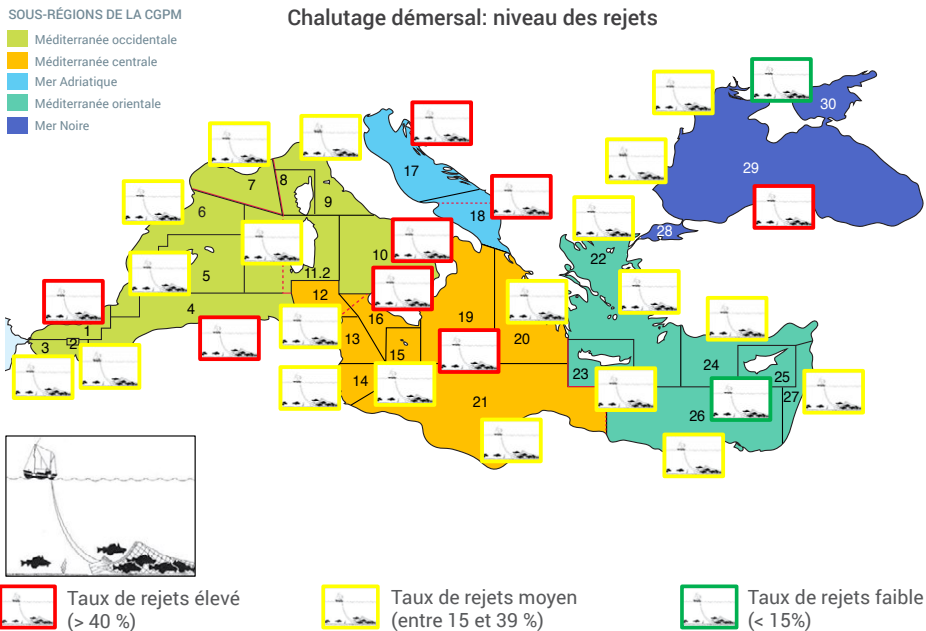 Chalutage démersal: niveau des rejets
SOUS-RÉGIONS DE LA CGPM
Méditerranée occidentale
Méditerranée centrale
Mer Adriatique
Méditerranée orientale
Mer Noire
30
17
29
7
8
9
6
18
28
22
10
5
11.2
12
4
16
19
1
13
20
2
3
15
23
24
25
14
21
26
27
Taux de rejets élevé
(> 40 %)
Taux de rejets moyen
(entre 15 et 39 %)
Taux de rejets faible
(< 15%)